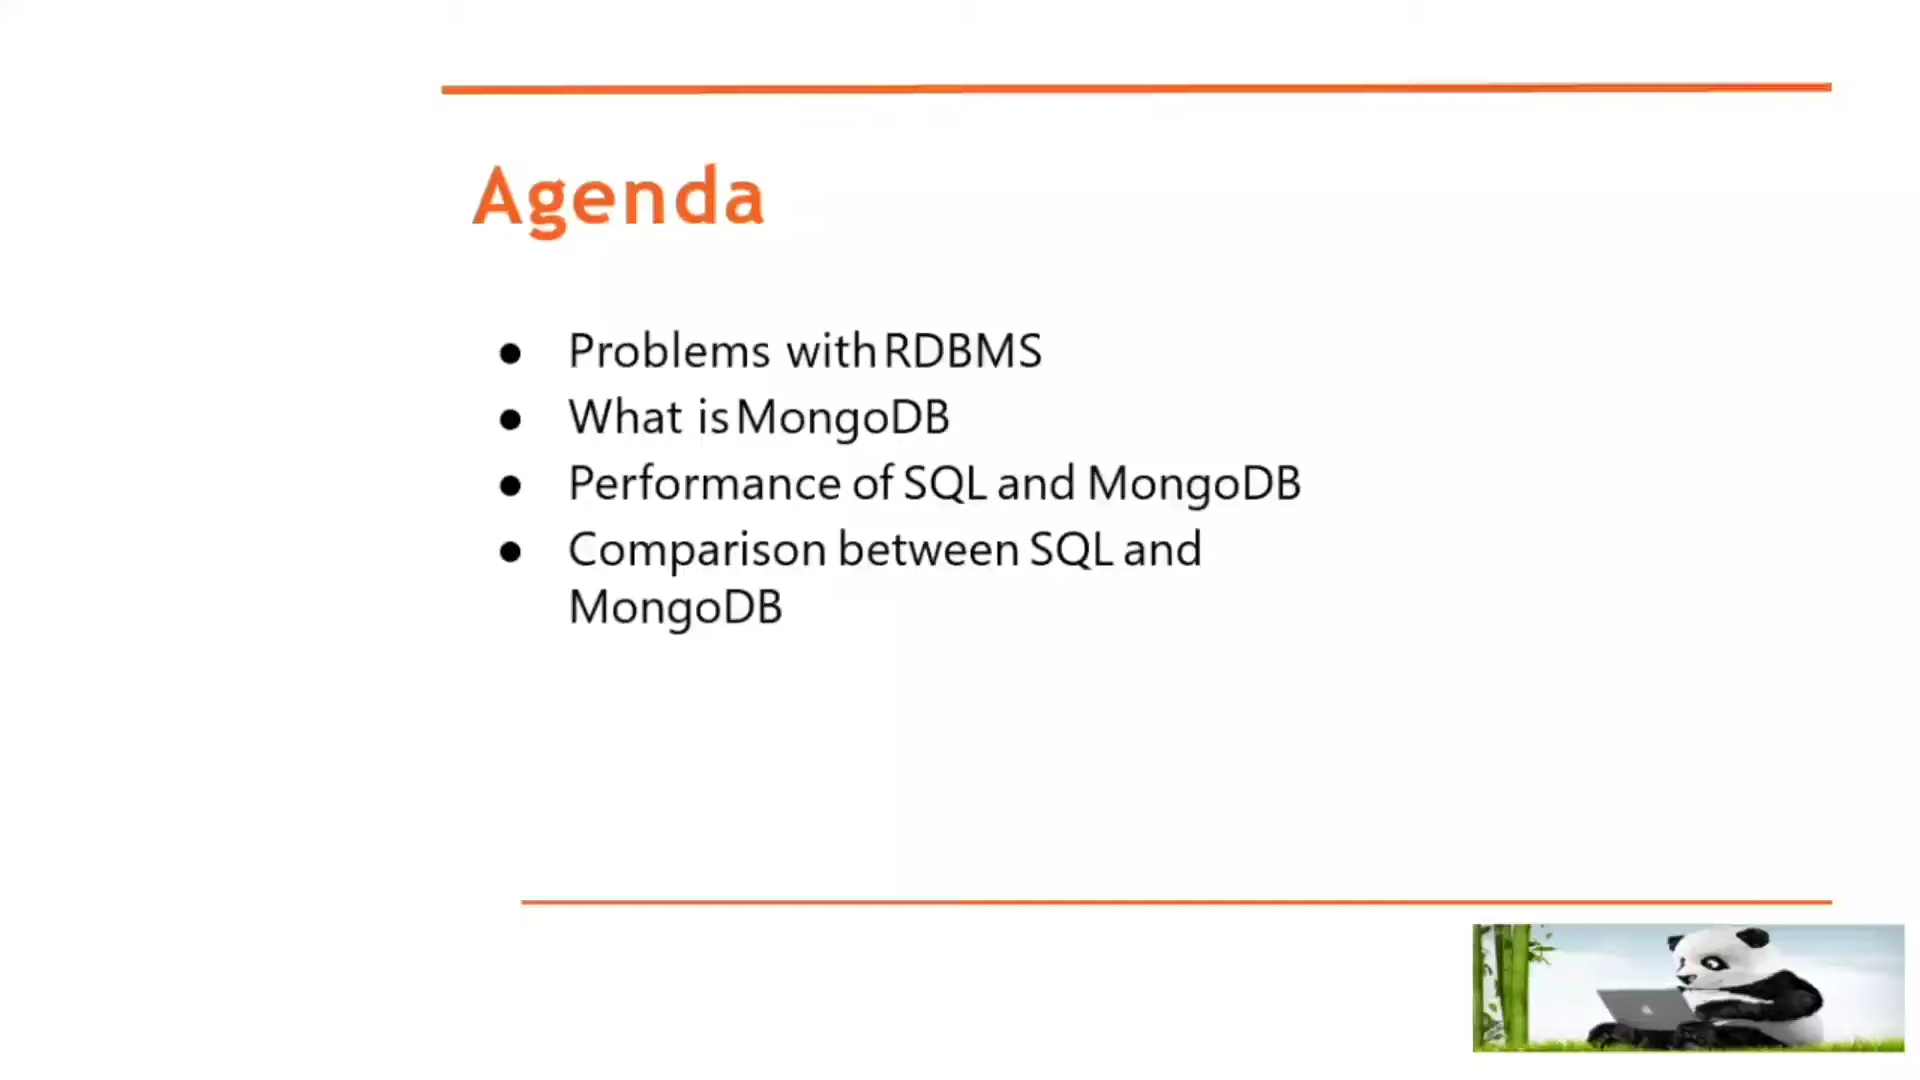 Agenda
● Problems with RDBMS
● What is MongoDB
● Performance of SQL and MongoDB
● Comparison between SQL and
MongoDB